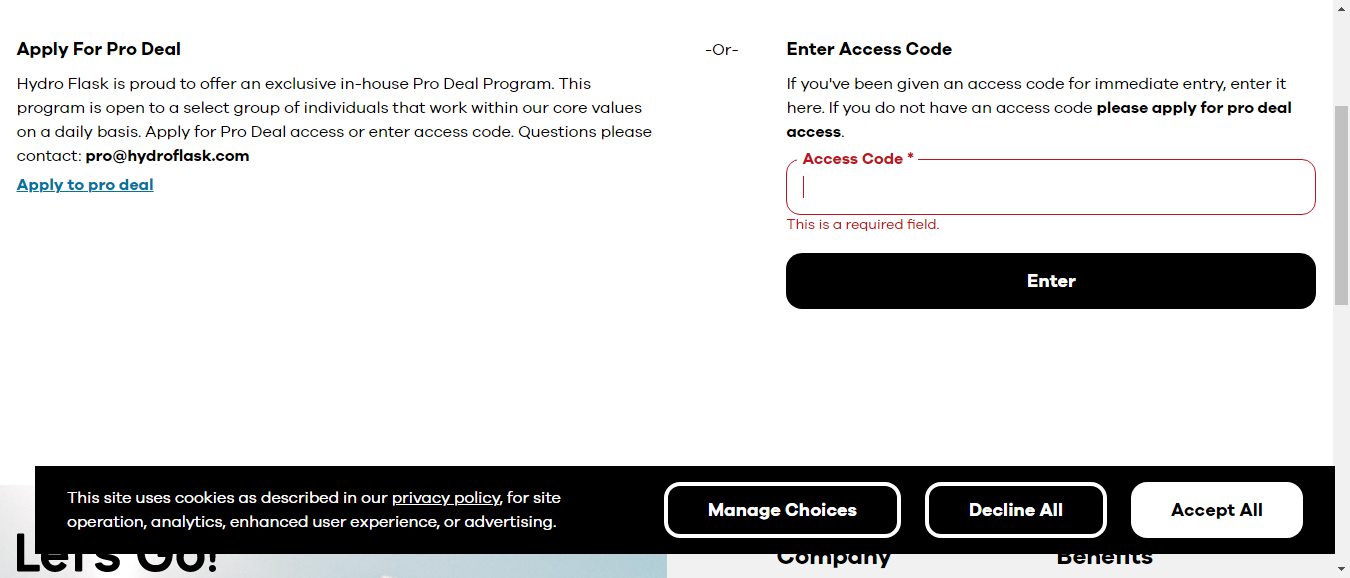 Apply For Pro Deal
Hydro Flask is proud to offer an exclusive in-house Pro Deal Program. This
program is open to a select group of individuals that work within our core values
on a daily basis. Apply for Pro Deal access or enter access code. Questions please
contact: pro@hydroflask.com
Apply to pro deal
-Or-
Enter Access Code
If you've been given an access code for immediate entry, enter it
here. If you do not have an access code please apply for pro deal
access.
Access Code *
This is a required field.
Enter
This site uses cookies as described in our privacy policy, for site
operation, analytics, enhanced user experience, or advertising.
Manage Choices
Decline All
Accept All
Let's Go!
Company
Benefits